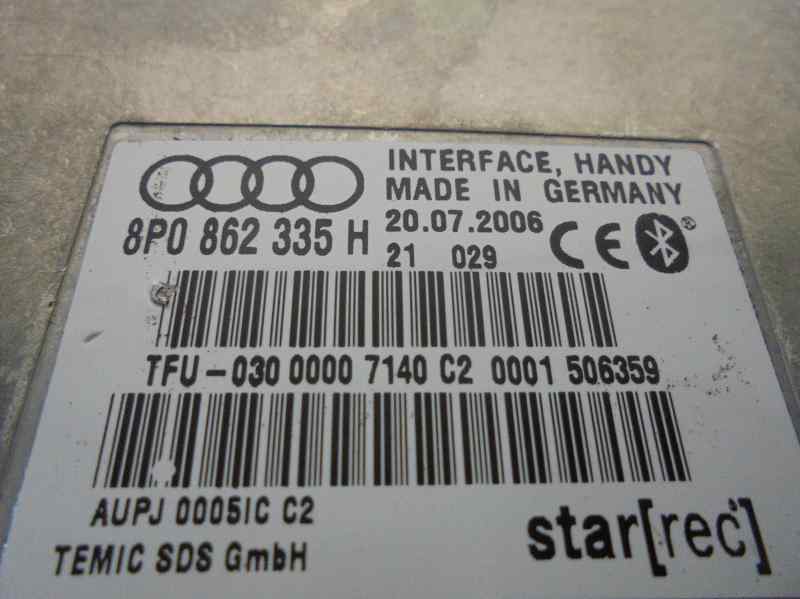 INTERFACE, HANDY
MADE IN GERMANY
8P0 862 335 H
20.07.2006
21 029
CE
®
TFU-030 0000 7140 C2 0001 506359
AUPJ 0005IC C2
TEMIC SDS GmbH
star[rec]